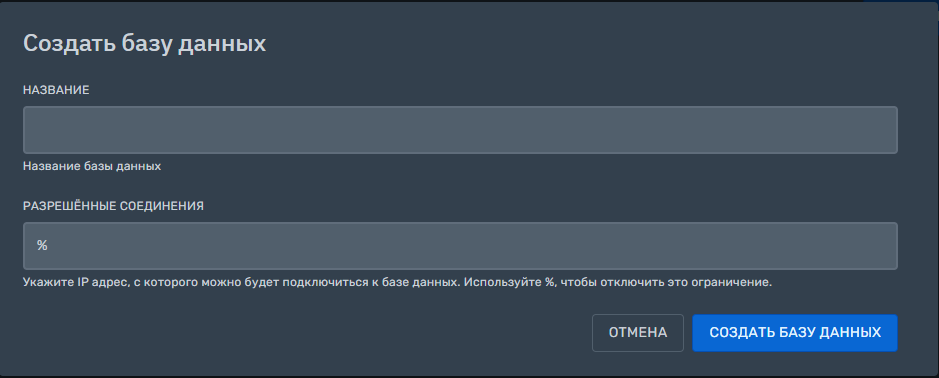 Создать базу данных
НАЗВАНИЕ
Название базы данных
РАЗРЕШЁННЫЕ СОЕДИНЕНИЯ
%
Укажите IP адрес, с которого можно будет подключиться к базе данных. Используйте %, чтобы отключить это ограничение.
ОТМЕНА
СОЗДАТЬ БАЗУ ДАННЫХ